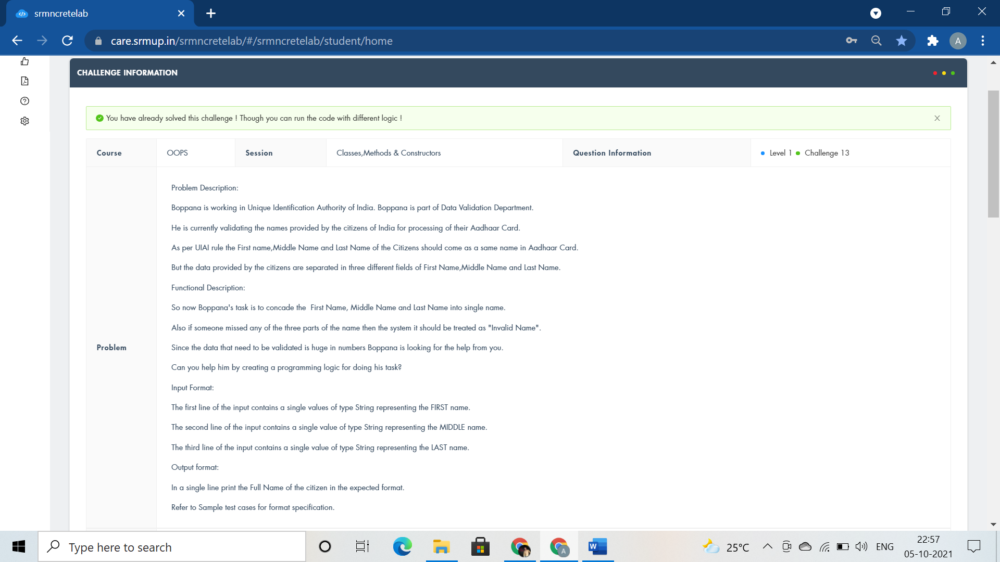 srmncretelab
care.srmup.in/srmncretelab/#/srmncretelab/student/home
A
CHALLENGE INFORMATION
You have already solved this challenge ! Though you can run the code with different logic !
Course OOPS Session Classes,Methods & Constructors Question Information Level 1 Challenge 13
Problem
Problem Description:
Boppana is working in Unique Identification Authority of India. Boppana is part of Data Validation Department.
He is currently validating the names provided by the citizens of India for processing of their Aadhaar Card.
As per UIAI rule the First name,Middle Name and Last Name of the Citizens should come as a same name in Aadhaar Card.
But the data provided by the citizens are separated in three different fields of First Name,Middle Name and Last Name.
Functional Description:
So now Boppana's task is to concade the  First Name, Middle Name and Last Name into single name.
Also if someone missed any of the three parts of the name then the system it should be treated as "Invalid Name".
Since the data that need to be validated is huge in numbers Boppana is looking for the help from you.
Can you help him by creating a programming logic for doing his task?
Input Format:
The first line of the input contains a single values of type String representing the FIRST name.
The second line of the input contains a single value of type String representing the MIDDLE name.
The third line of the input contains a single value of type String representing the LAST name.
Output format:
In a single line print the Full Name of the citizen in the expected format.
Refer to Sample test cases for format specification.
Type here to search
A
W
25°C
ENG
22:57
05-10-2021